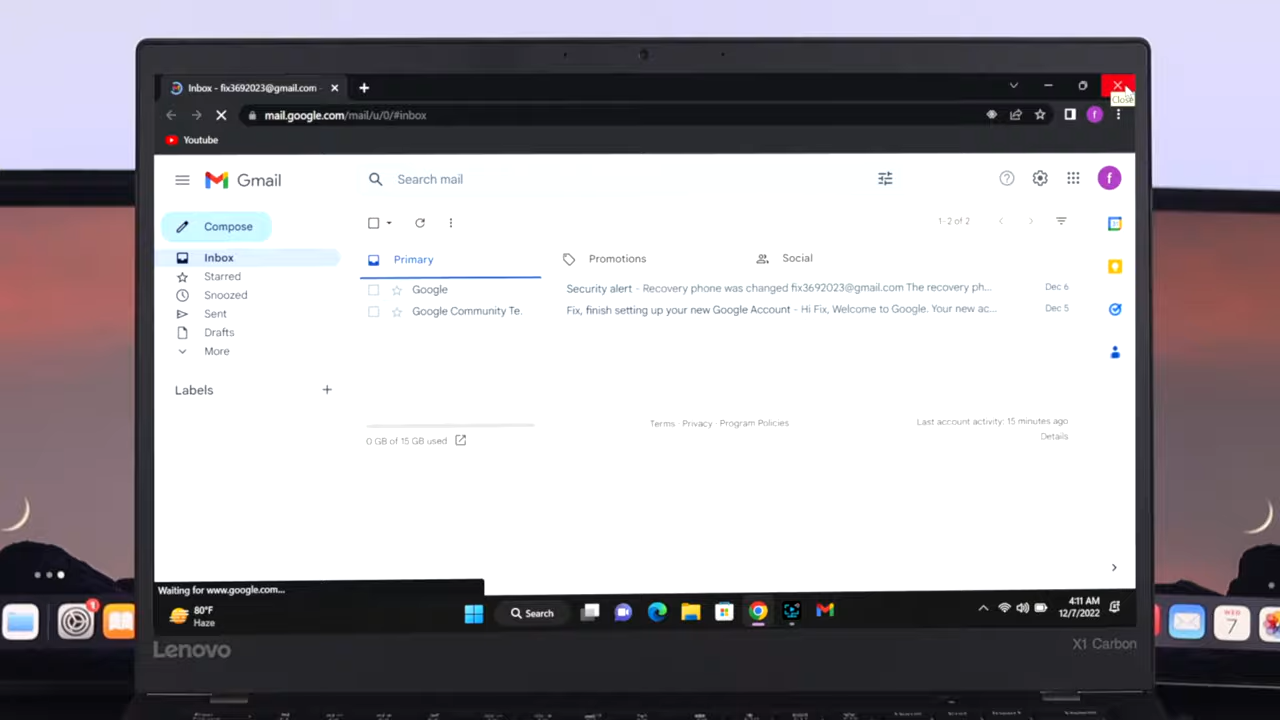 Inbox - fix3692023@gmail.com
Close
mail.google.com/mail/u/0/#inbox
f
Youtube
Gmail
Search mail
f
Compose
1-2 of 2
Inbox
Primary
Promotions
Social
Starred
Google
Security alert - Recovery phone was changed fix3692023@gmail.com The recovery ph...
Dec 6
Snoozed
Google Community Te.
Fix, finish setting up your new Google Account - Hi Fix, Welcome to Google. Your new ac...
Dec 5
Sent
Drafts
More
Labels
0 GB of 15 GB used
Terms · Privacy · Program Policies
Last account activity: 15 minutes ago
Details
Waiting for www.google.com...
80°F
Haze
Search
4:11 AM
12/7/2022
Lenovo
X1 Carbon
1
WED
7